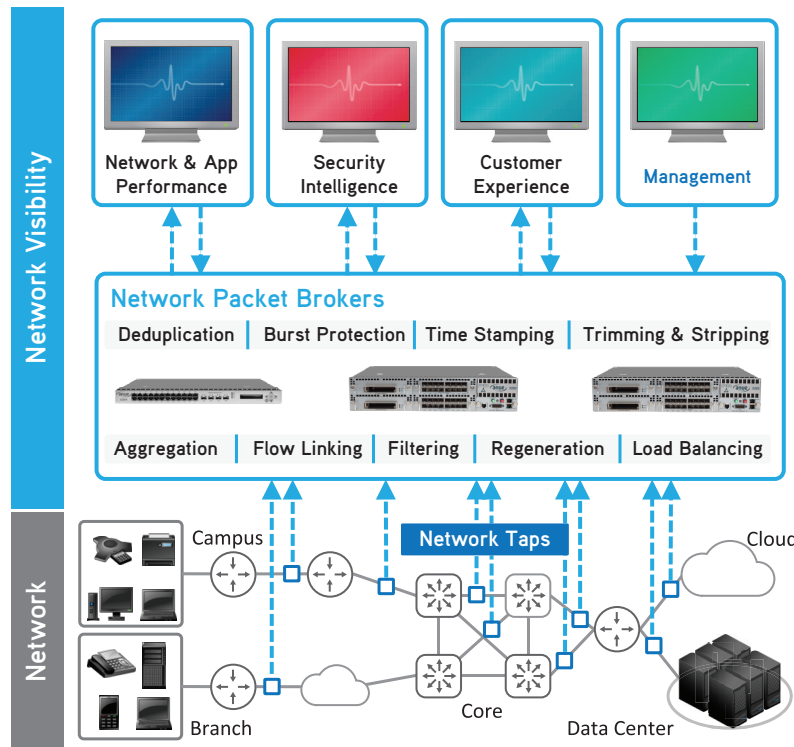 Network Visibility
Network & App
Performance
Security
Intelligence
Customer
Experience
Management
Network Packet Brokers
Deduplication
Burst Protection
Time Stamping
Trimming & Stripping
Aggregation
Flow Linking
Filtering
Regeneration
Load Balancing
Network
Campus
Network Taps
Cloud
Branch
Core
Data Center